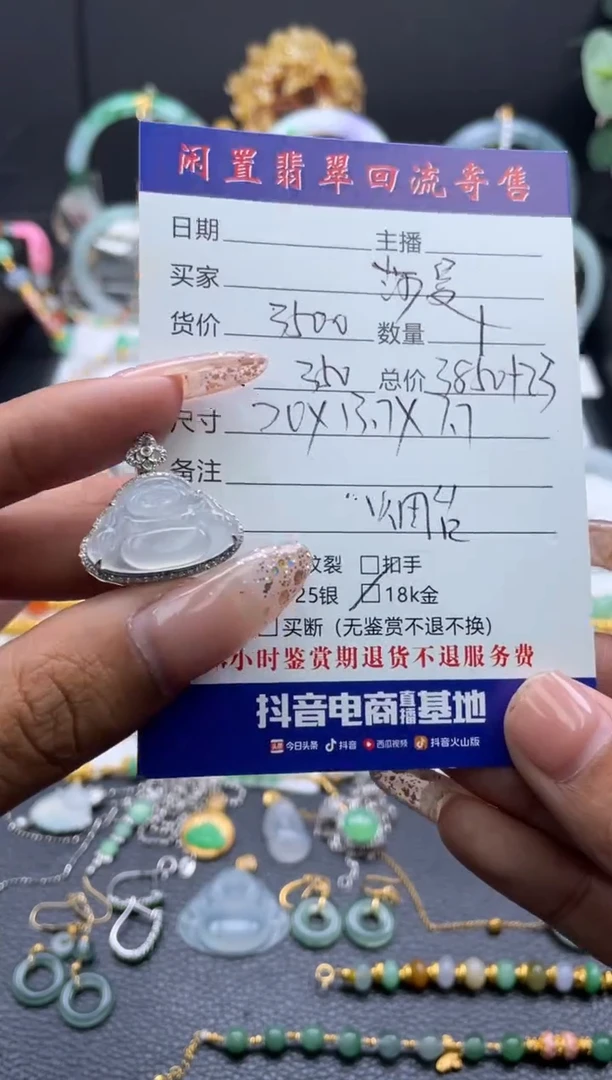 闲置翡翠回流寄售
日期 主播
买家
货价 3500 数量
350 总价 3850+23
尺寸 20X13.7X7.7
备注
纹裂 □扣手
25银 □18k金
□买断（无鉴赏不退不换）
小时鉴赏期退货不退服务费
抖音电商直播基地
今日头条 抖音 西瓜视频 抖音火山版